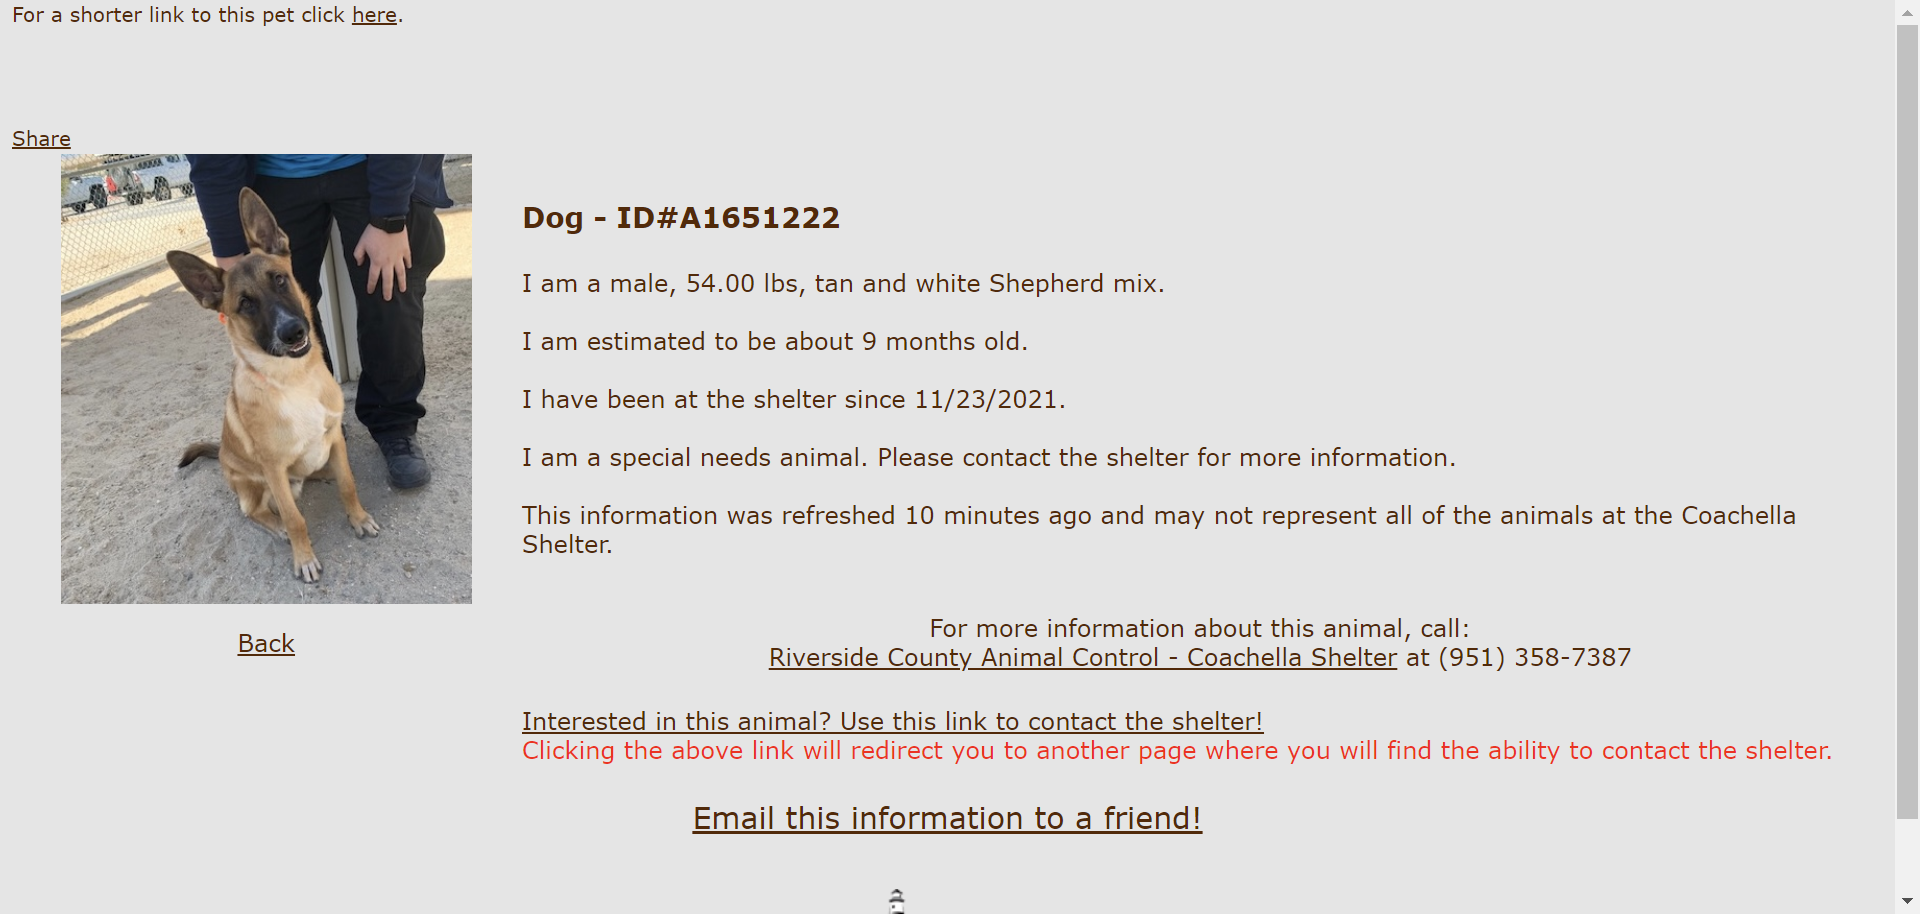 For a shorter link to this pet click here.
Share
Dog - ID#A1651222
I am a male, 54.00 lbs, tan and white Shepherd mix.
I am estimated to be about 9 months old.
I have been at the shelter since 11/23/2021.
I am a special needs animal. Please contact the shelter for more information.
This information was refreshed 10 minutes ago and may not represent all of the animals at the Coachella
Shelter.
Back
For more information about this animal, call:
Riverside County Animal Control - Coachella Shelter at (951) 358-7387
Interested in this animal? Use this link to contact the shelter!
Clicking the above link will redirect you to another page where you will find the ability to contact the shelter.
Email this information to a friend!